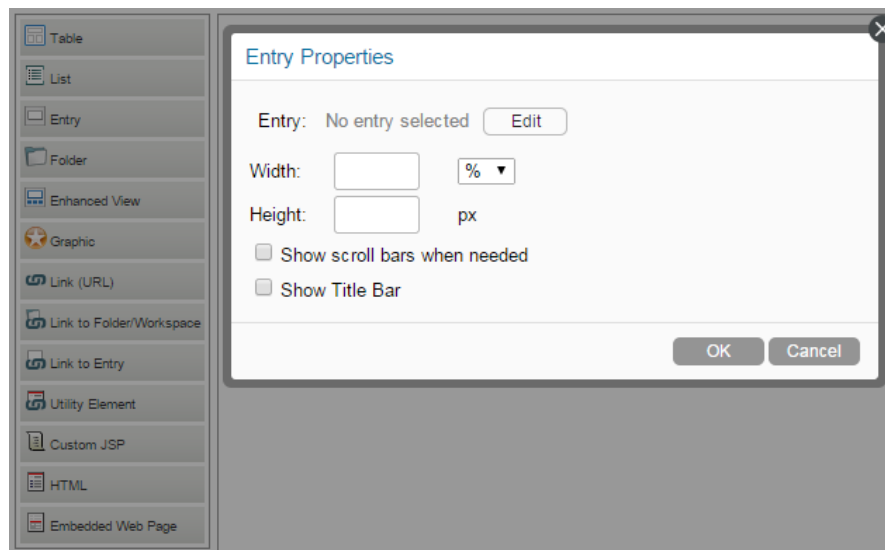 Table
List
Entry
Folder
Enhanced View
Graphic
Link (URL)
Link to Folder/Workspace
Link to Entry
Utility Element
Custom JSP
HTML
Embedded Web Page
Entry Properties
Entry: No entry selected Edit
Width: %
Height: px
Show scroll bars when needed
Show Title Bar
OK Cancel